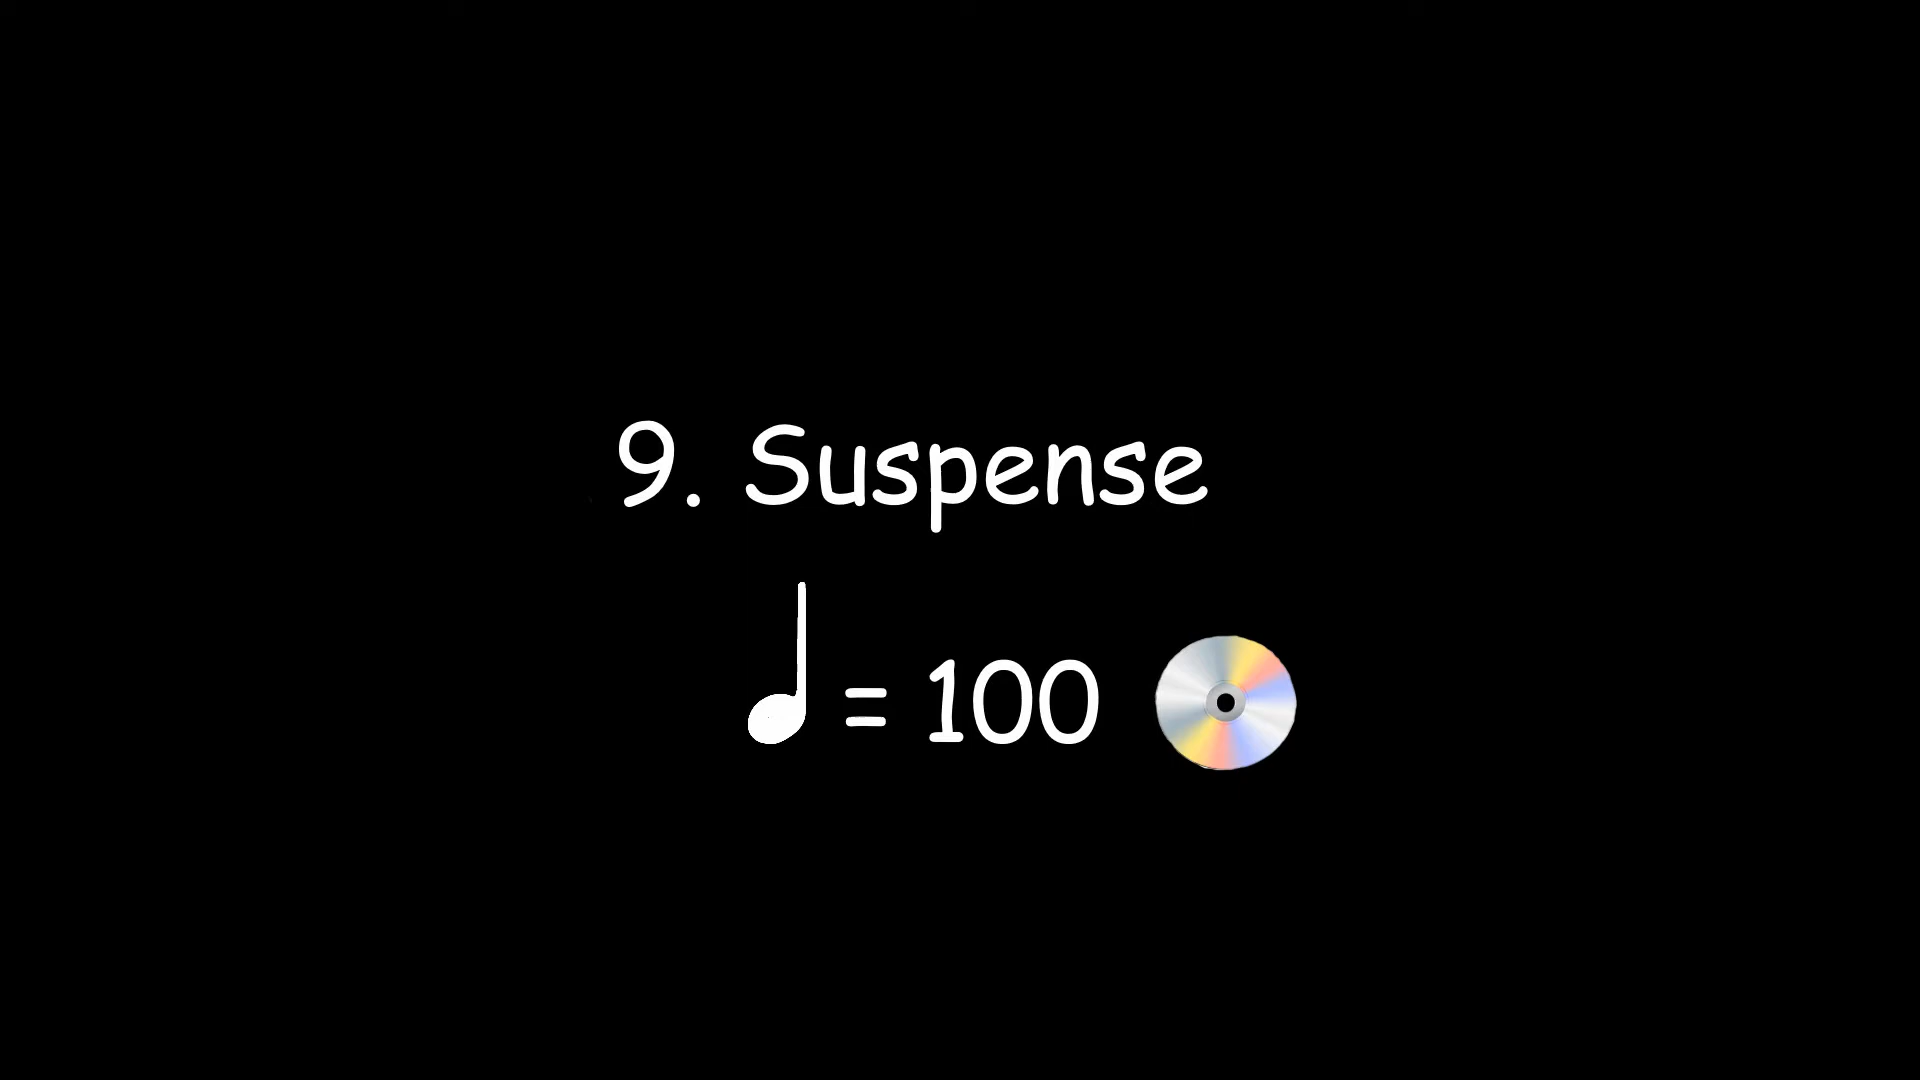 9. Suspense
♩ = 100